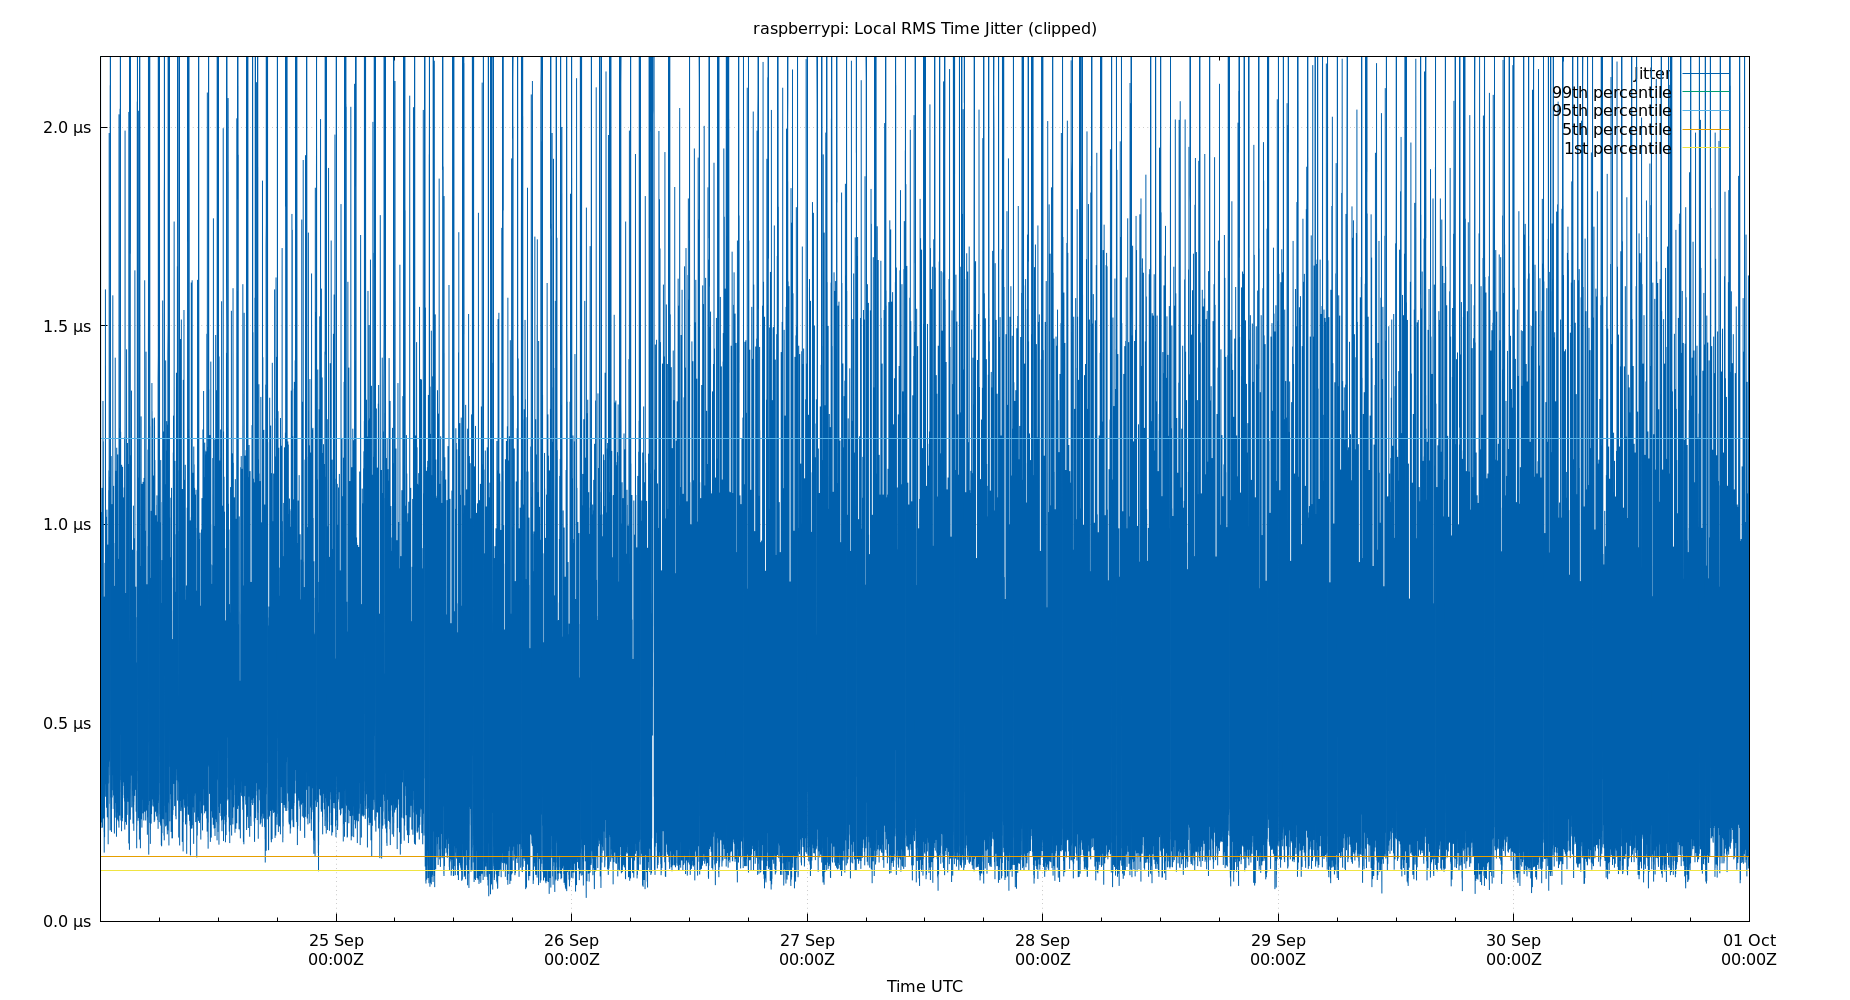 raspberrypi: Local RMS Time Jitter (clipped)
jitter
99th percentile
95th percentile
5th percentile
1st percentile
2.0 µs
1.5 µs
1.0 µs
0.5 µs
0.0 µs
25 Sep 26 Sep 27 Sep 28 Sep 29 Sep 30 Sep 01 Oct
00:00Z 00:00Z 00:00Z 00:00Z 00:00Z 00:00Z 00:00Z
Time UTC